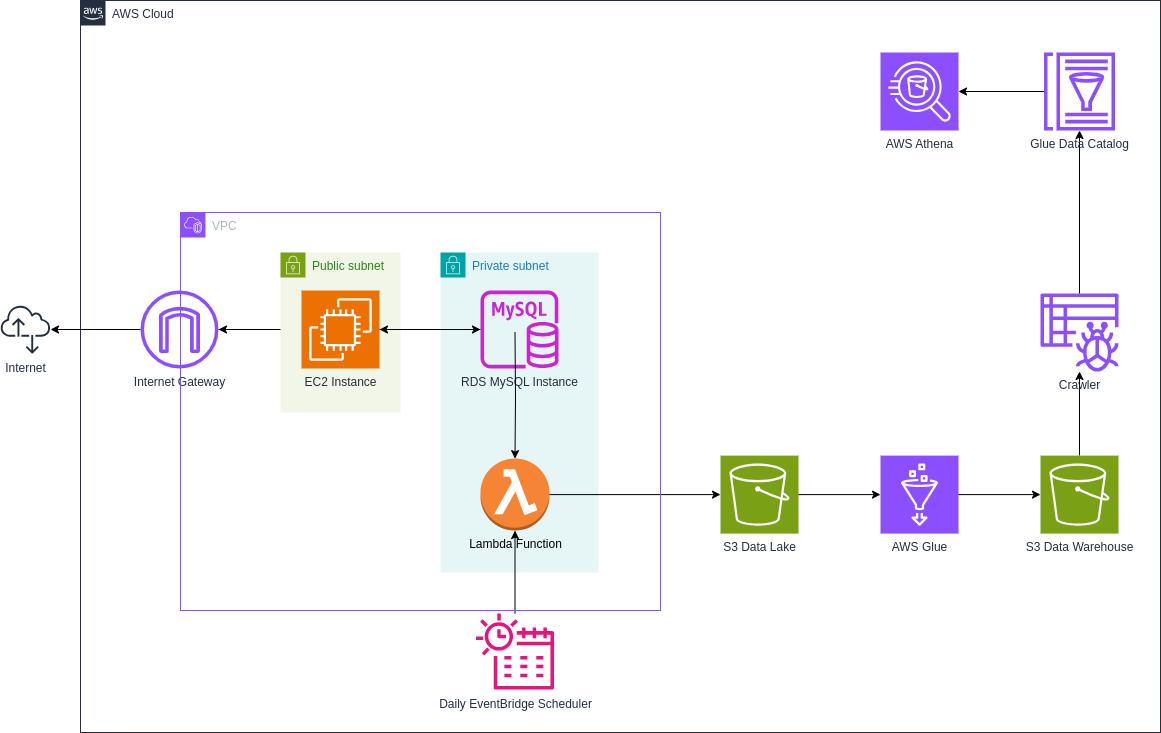 aws
AWS Cloud
AWS Athena
Glue Data Catalog
VPC
Public subnet
Private subnet
MySQL
Internet
Internet Gateway
EC2 Instance
RDS MySQL Instance
Crawler
Lambda Function
S3 Data Lake
AWS Glue
S3 Data Warehouse
Daily EventBridge Scheduler